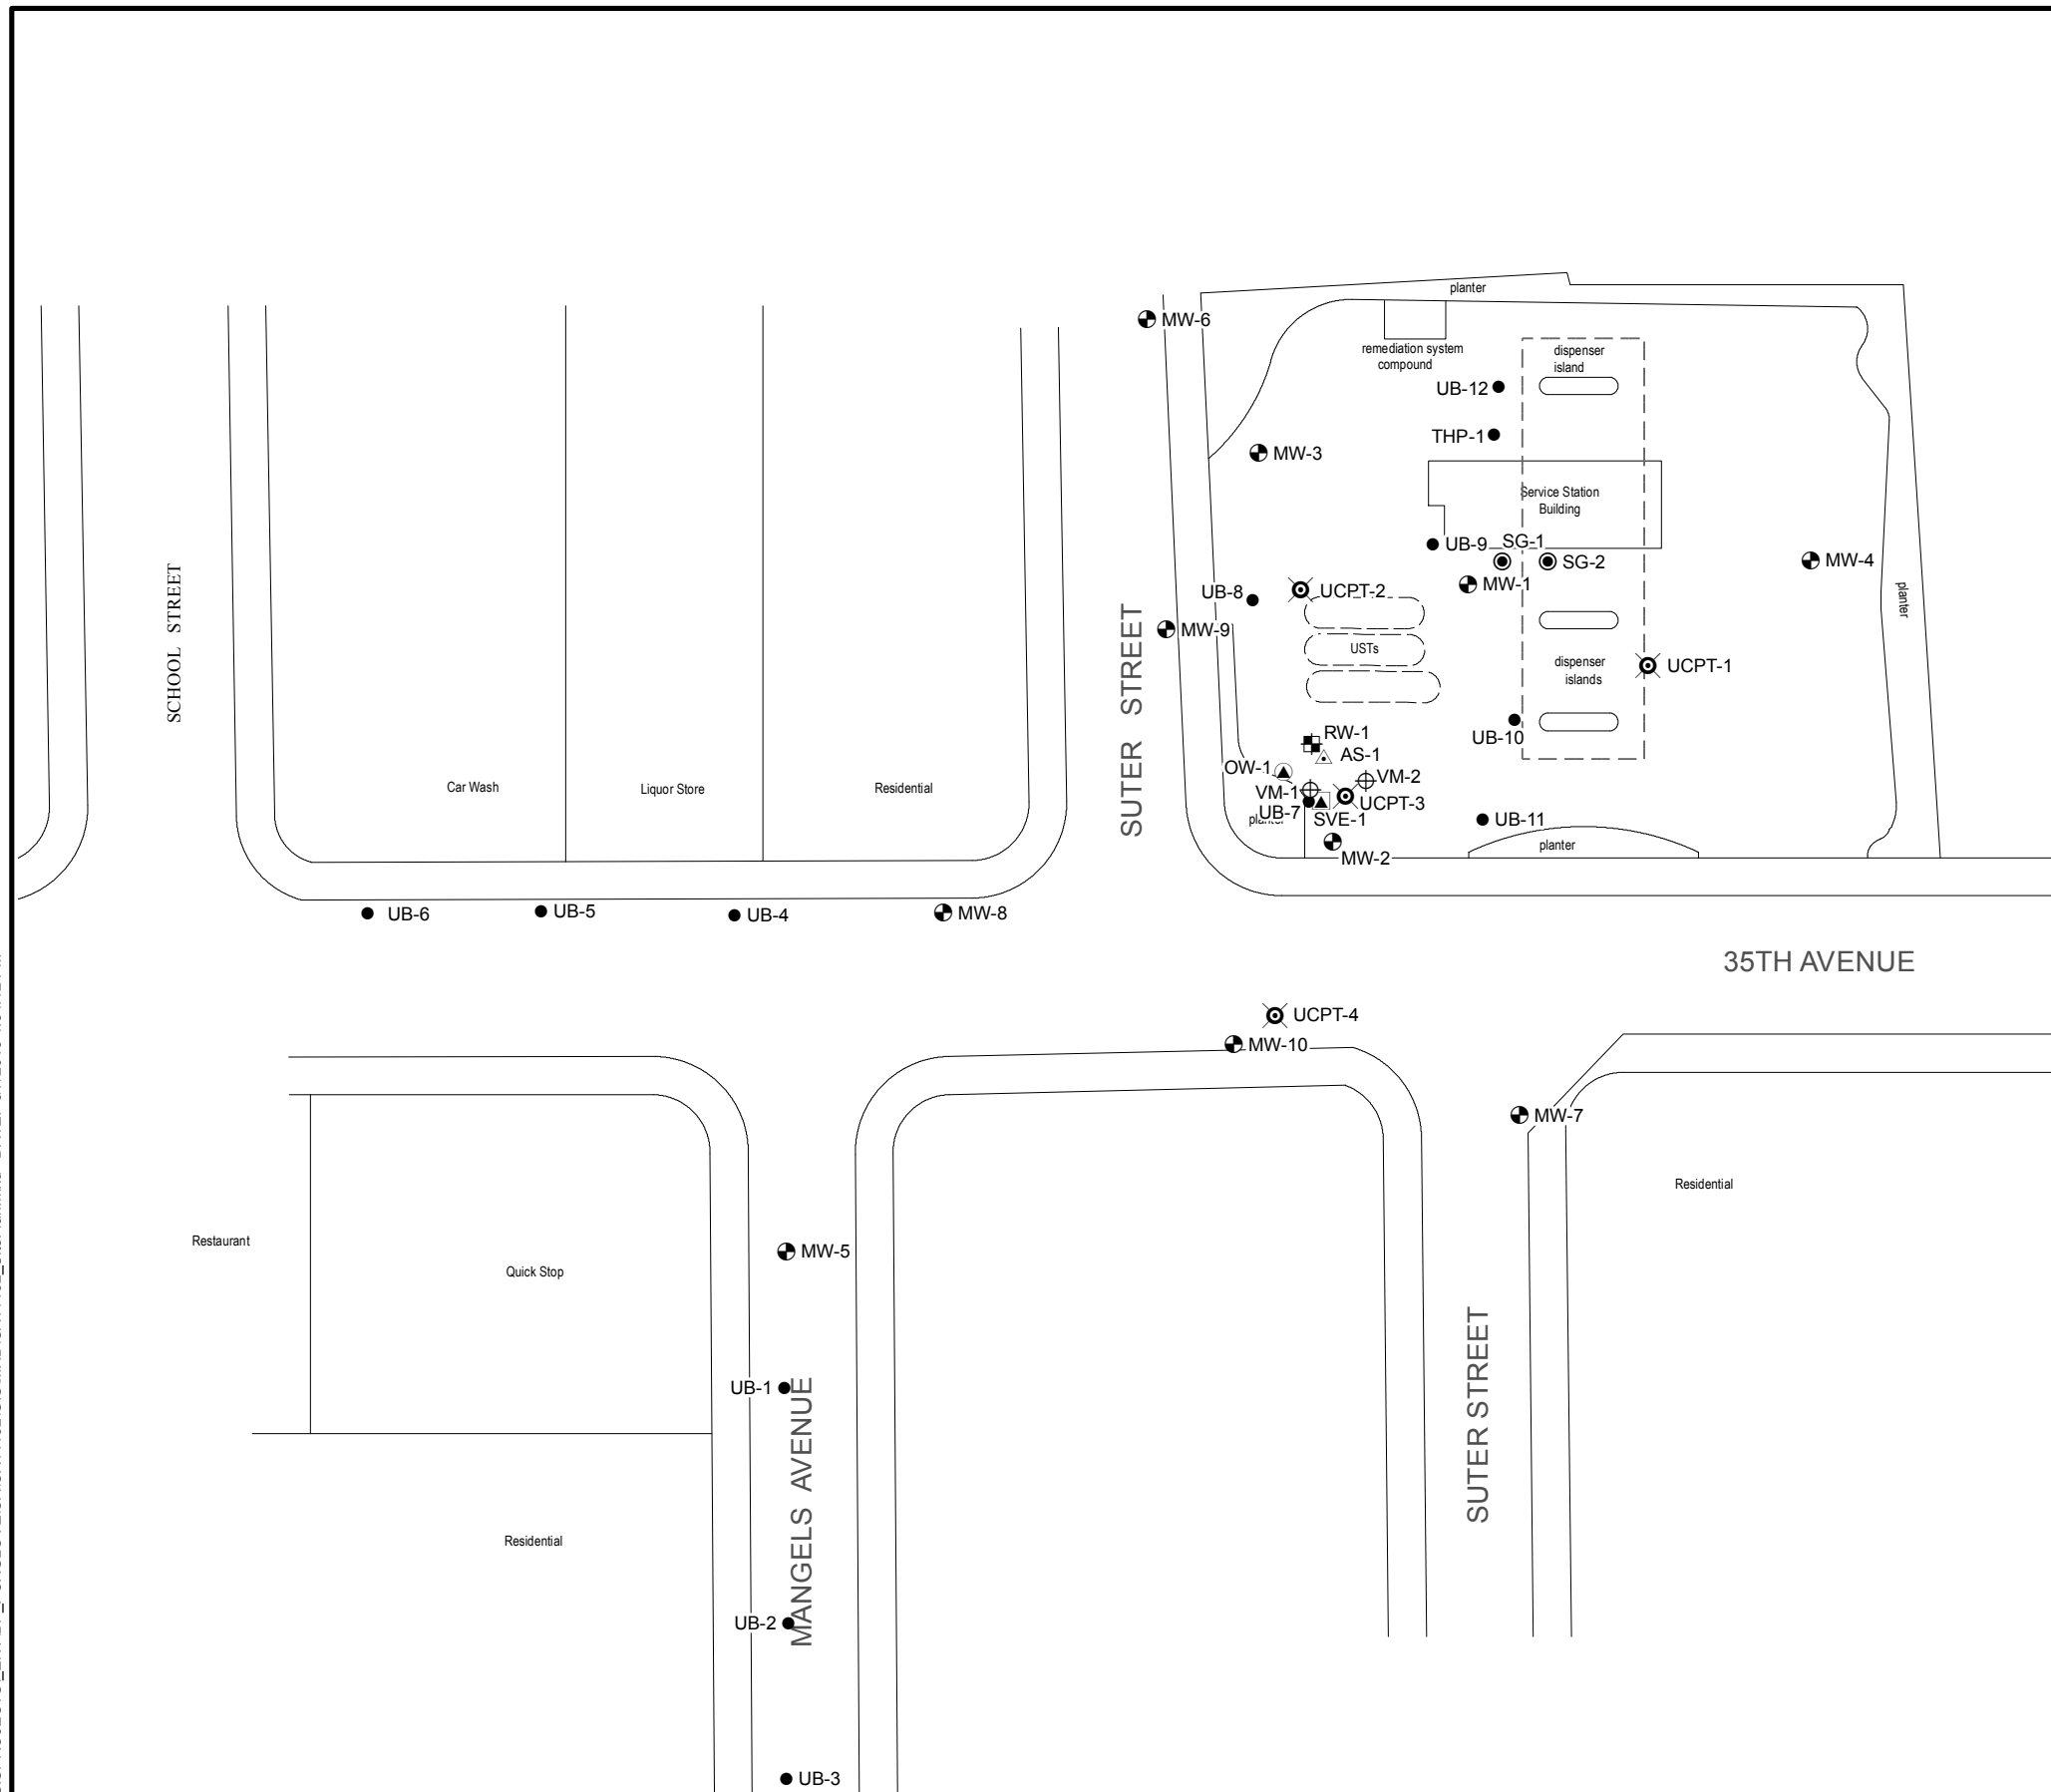 planter
MW-6
remediation system
compound
dispenser
island
UB-12
THP-1
MW-3
Service Station
Building
UB-9
SG-1
SG-2
MW-4
MW-1
UCPT-2
UB-8
planter
SCHOOL STREET
SUTER STREET
MW-9
USTs
dispenser
islands
UCPT-1
UB-10
RW-1
AS-1
OW-1
VM-2
VM-1
UCPT-3
UB-7
SVE-1
planter
UB-11
planter
MW-2
Car Wash
Liquor Store
Residential
UB-6
UB-5
UB-4
MW-8
35TH AVENUE
UCPT-4
MW-10
MW-7
Residential
Restaurant
MW-5
Quick Stop
UB-1
MANGELS AVENUE
SUTER STREET
Residential
UB-2
UB-3